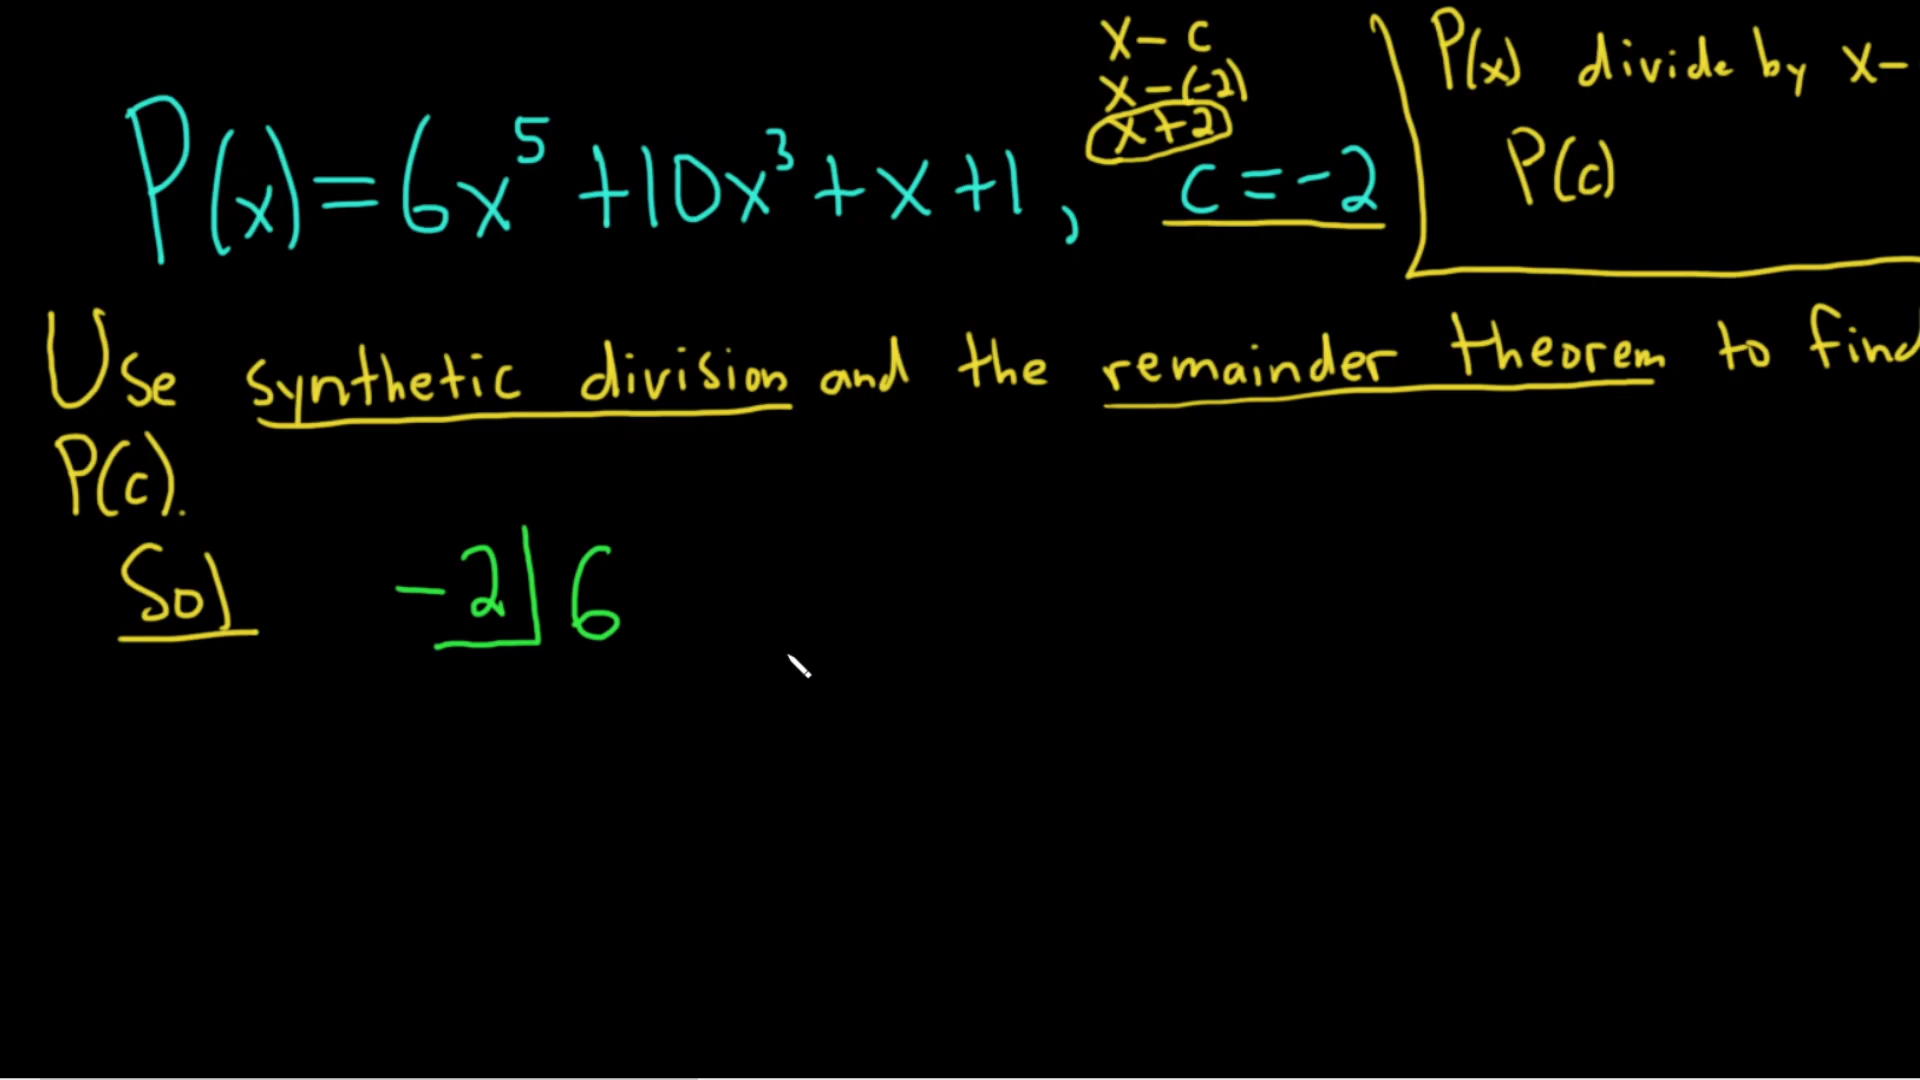 x - c
x - (-2)
x + 2
P(x) = 6x⁵ + 10x³ + x + 1, c = -2
P(x) divide by x -
P(c)
Use synthetic division and the remainder theorem to find
P(c).
Sol
-2 6